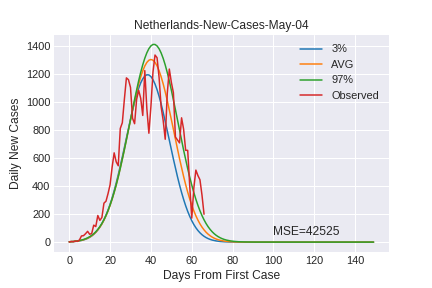 Netherlands-New-Cases-May-04
1400
1200
1000
800
600
400
200
0
Daily New Cases
3%
AVG
97%
Observed
MSE=42525
0 20 40 60 80 100 120 140
Days From First Case